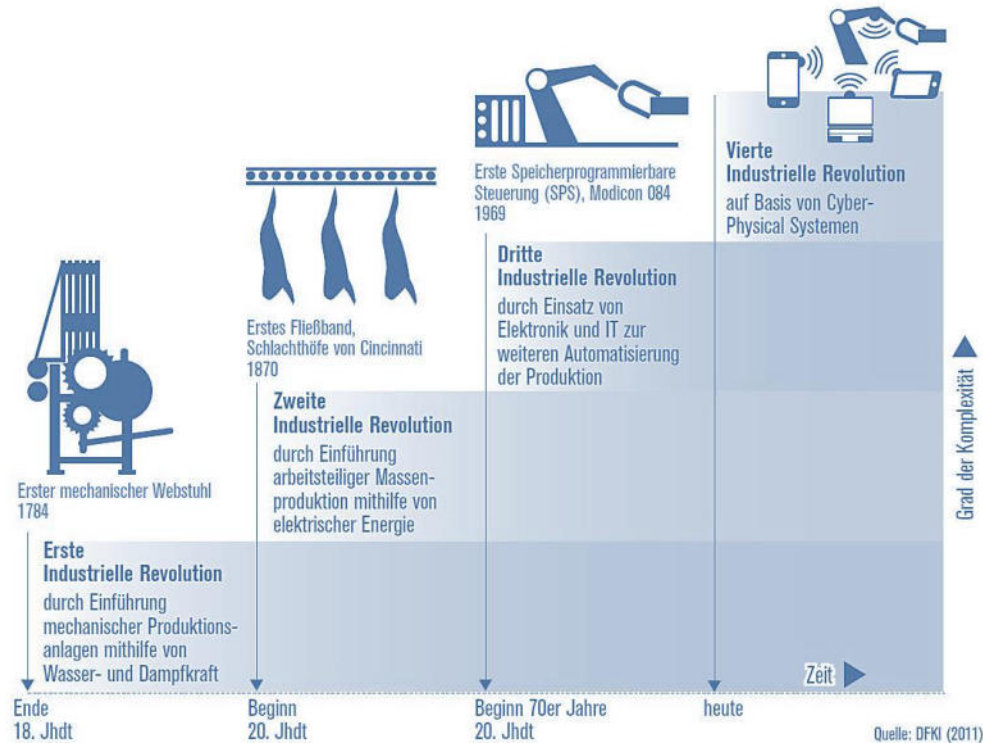 Erster mechanischer Webstuhl
1784
Erste
Industrielle Revolution
durch Einführung
mechanischer Produktions-
anlagen mithilfe von
Wasser- und Dampfkraft
Ende
18. Jhdt
Erstes Fließband,
Schlachthöfe von Cincinnati
1870
Zweite
Industrielle Revolution
durch Einführung
arbeitsteiliger Massen-
produktion mithilfe von
elektrischer Energie
Beginn
20. Jhdt
Erste Speicherprogrammierbare
Steuerung (SPS), Modicon 084
1969
Dritte
Industrielle Revolution
durch Einsatz von
Elektronik und IT zur
weiteren Automatisierung
der Produktion
Beginn 70er Jahre
20. Jhdt
Vierte
Industrielle Revolution
auf Basis von Cyber-
Physical Systemen
heute
Grad der Komplexität
Zeit
Quelle: DFKI (2011)